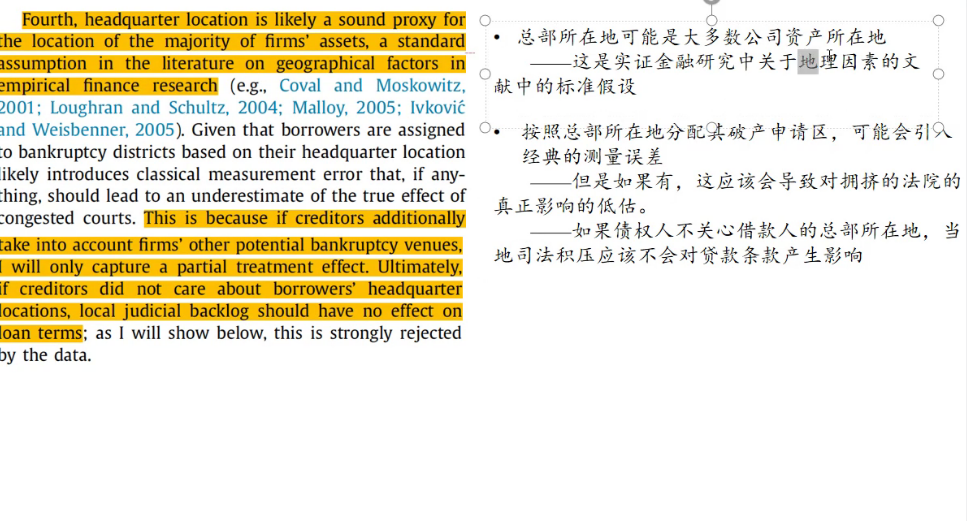 Fourth, headquarter location is likely a sound proxy for
the location of the majority of firms' assets, a standard
assumption in the literature on geographical factors in
empirical finance research (e.g., Coval and Moskowitz,
2001; Loughran and Schultz, 2004; Malloy, 2005; Ivković
and Weisbenner, 2005). Given that borrowers are assigned
to bankruptcy districts based on their headquarter location
likely introduces classical measurement error that, if any-
thing, should lead to an underestimate of the true effect of
congested courts. This is because if creditors additionally
take into account firms' other potential bankruptcy venues,
I will only capture a partial treatment effect. Ultimately,
if creditors did not care about borrowers' headquarter
locations, local judicial backlog should have no effect on
loan terms; as I will show below, this is strongly rejected
by the data.
• 总部所在地可能是大多数公司资产所在地
——这是实证金融研究中关于地理因素的文
献中的标准假设
• 按照总部所在地分配其破产申请区，可能会引入
经典的测量误差
——但是如果有，这应该会导致对拥挤的法院的
真正影响的低估。
——如果债权人不关心借款人的总部所在地，当
地司法积压应该不会对贷款条款产生影响